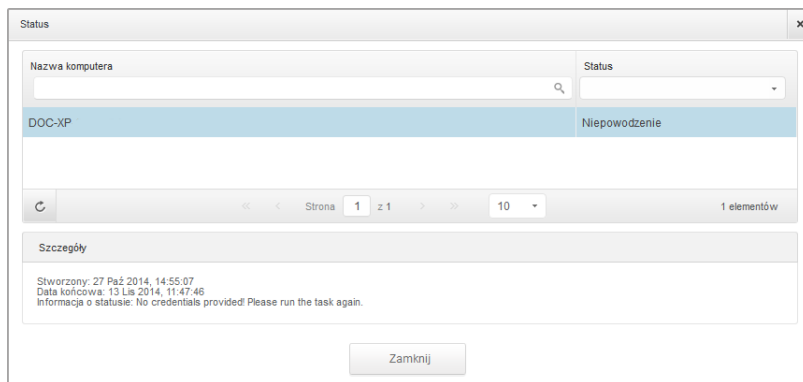 Status
Nazwa komputera Status
DOC-XP Niepowodzenie
Strona 1 z 1 10 1 elementów
Szczegóły
Stworzony: 27 Paź 2014, 14:55:07
Data końcowa: 13 Lis 2014, 11:47:46
Informacja o statusie: No credentials provided! Please run the task again.
Zamknij